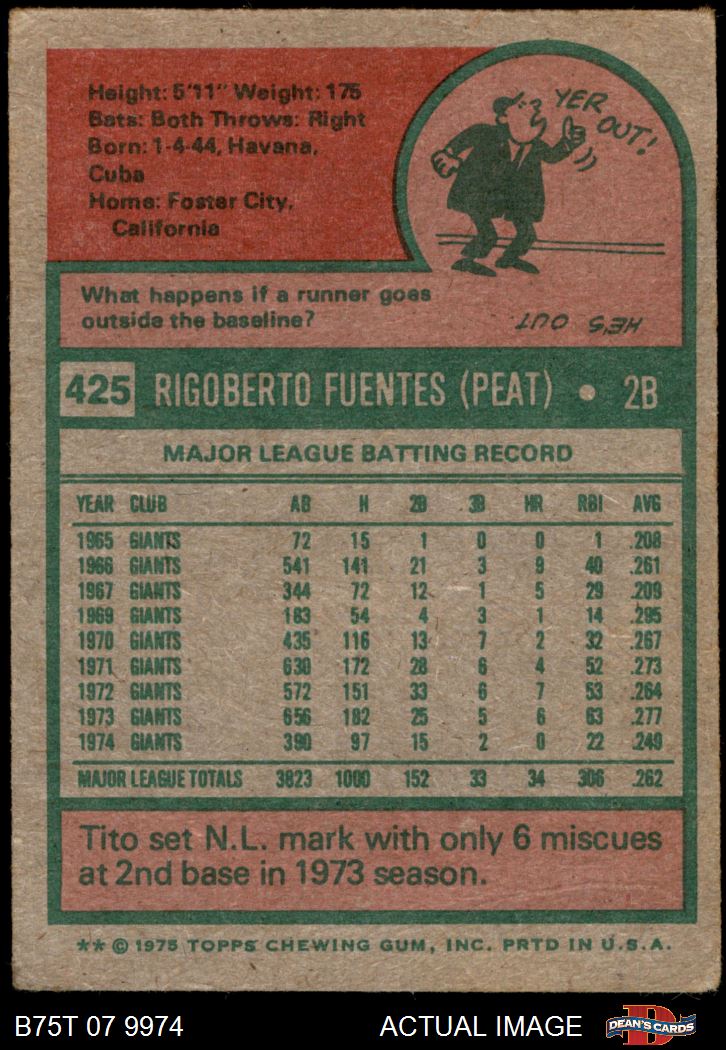 Height: 5'11" Weight: 175
Bats: Both Throws: Right
Born: 1-4-44, Havana,
Cuba
Home: Foster City,
California
YER
OUT!
What happens if a runner goes
outside the baseline?
HE'S OUT
425 RIGOBERTO FUENTES (PEAT) • 2B
MAJOR LEAGUE BATTING RECORD
YEAR CLUB AB H 2B 3B HR RBI AVG
1965 GIANTS 72 15 1 0 0 1 .208
1966 GIANTS 541 141 21 3 9 40 .261
1967 GIANTS 344 72 12 1 5 29 .209
1969 GIANTS 183 54 4 3 1 14 .295
1970 GIANTS 435 116 13 7 2 32 .267
1971 GIANTS 630 172 28 6 4 52 .273
1972 GIANTS 572 151 33 6 7 53 .264
1973 GIANTS 656 182 25 5 6 63 .277
1974 GIANTS 390 97 15 2 0 22 .249
MAJOR LEAGUE TOTALS 3823 1000 152 33 34 306 .262
Tito set N.L. mark with only 6 miscues
at 2nd base in 1973 season.
** © 1975 TOPPS CHEWING GUM, INC. PRTD IN U.S.A.
B75T 07 9974 ACTUAL IMAGE D DEAN'S CARDS